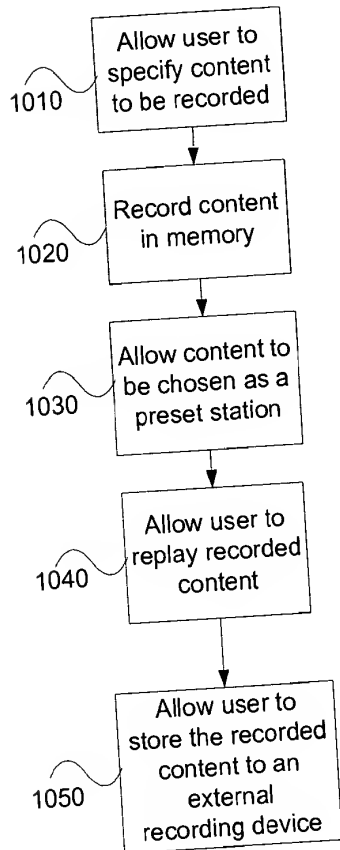 Allow user to
specify content
to be recorded
1010
Record content
in memory
1020
Allow content to
be chosen as a
preset station
1030
Allow user to
replay recorded
content
1040
Allow user to
store the recorded
content to an
external
recording device
1050